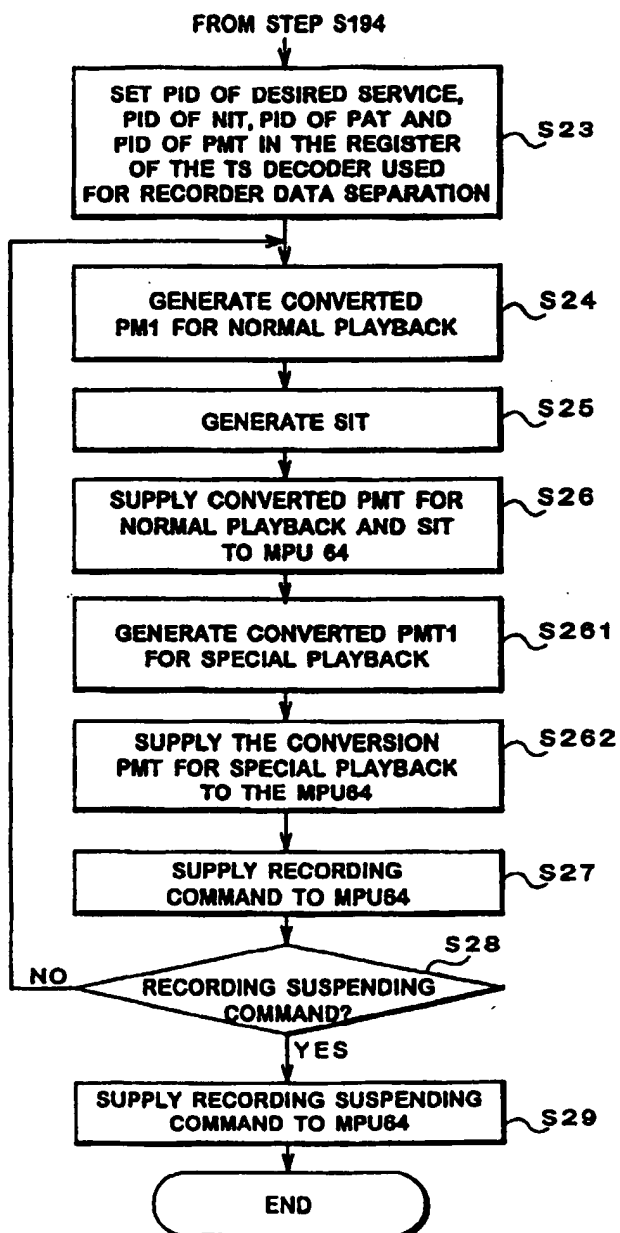 FROM STEP S194
SET PID OF DESIRED SERVICE,
PID OF NIT, PID OF PAT AND
PID OF PMT IN THE REGISTER
OF THE TS DECODER USED
FOR RECORDER DATA SEPARATION
S23
GENERATE CONVERTED
PM1 FOR NORMAL PLAYBACK
S24
GENERATE SIT
S25
SUPPLY CONVERTED PMT FOR
NORMAL PLAYBACK AND SIT
TO MPU 64
S26
GENERATE CONVERTED PMT1
FOR SPECIAL PLAYBACK
S261
SUPPLY THE CONVERSION
PMT FOR SPECIAL PLAYBACK
TO THE MPU64
S262
SUPPLY RECORDING
COMMAND TO MPU64
S27
S28
NO
RECORDING SUSPENDING
COMMAND?
YES
SUPPLY RECORDING SUSPENDING
COMMAND TO MPU64
S29
END